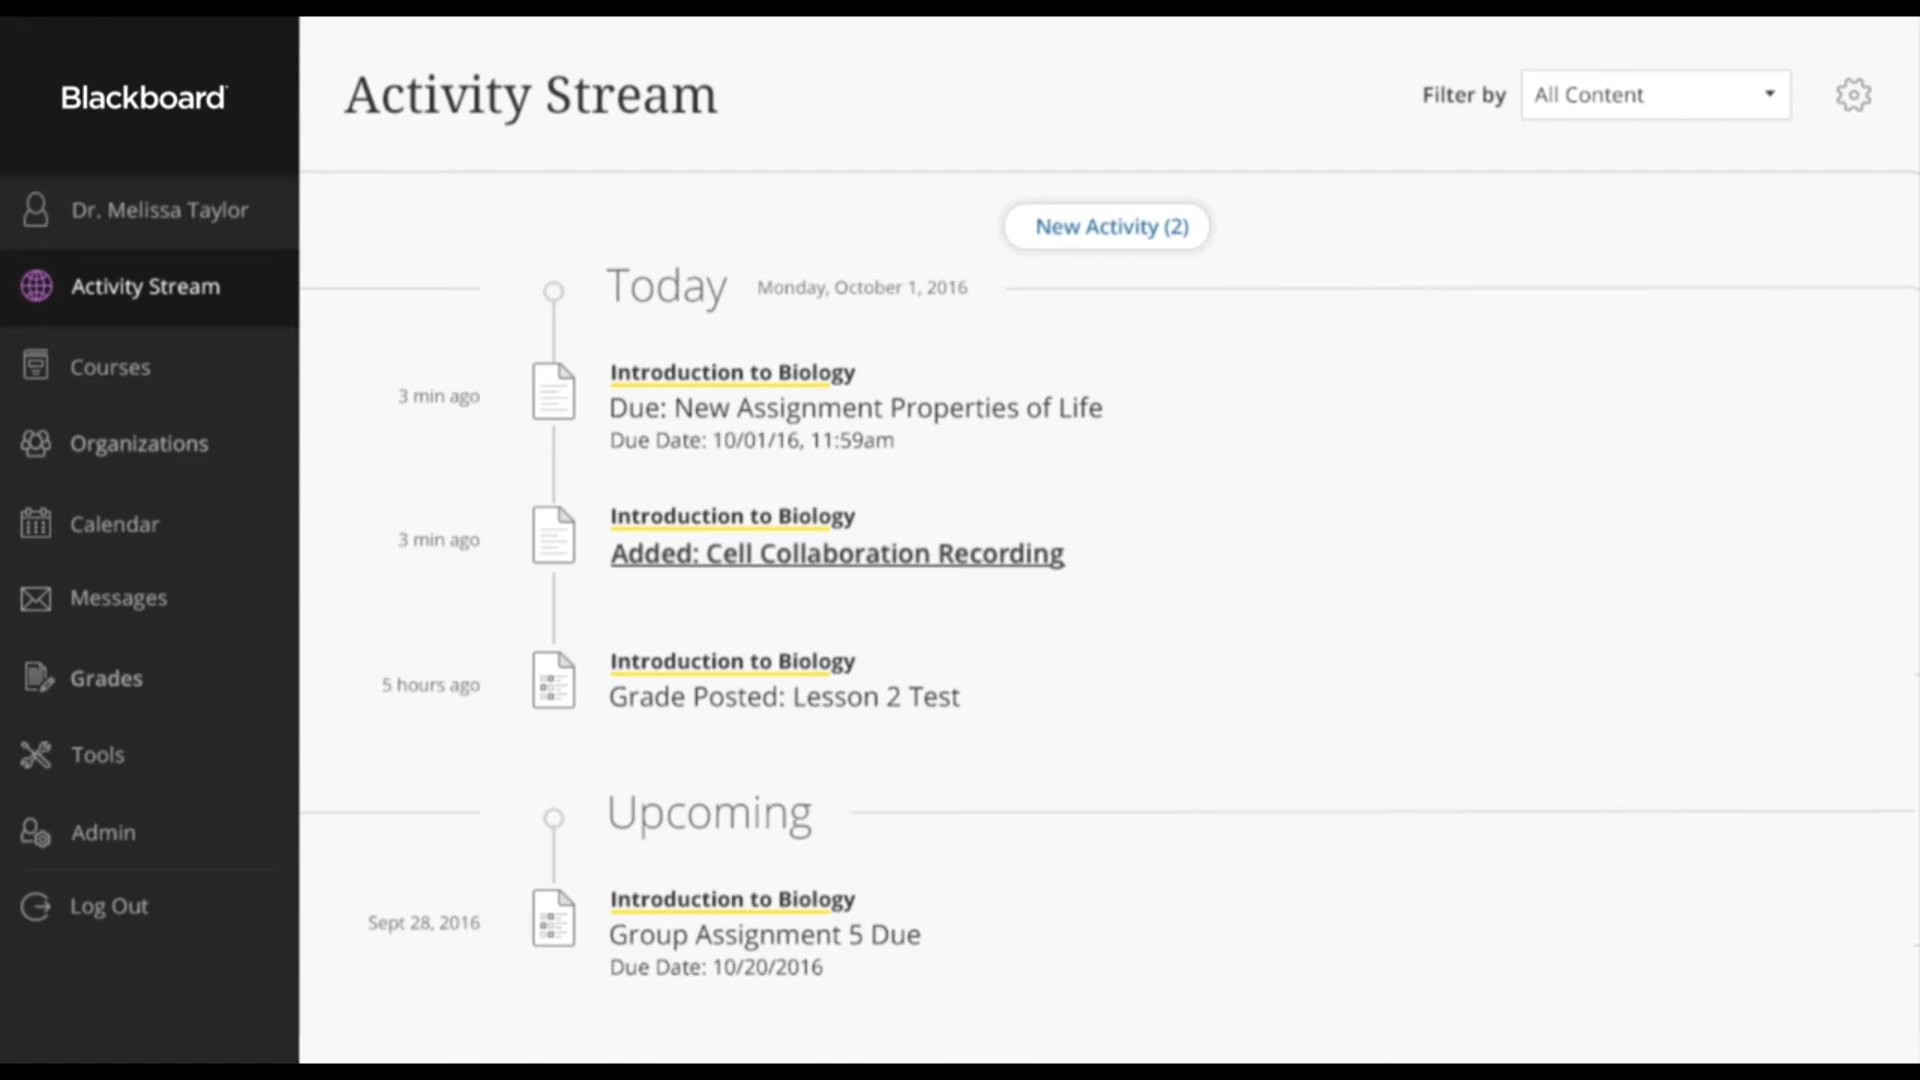 Blackboard
Dr. Melissa Taylor
Activity Stream
Courses
Organizations
Calendar
Messages
Grades
Tools
Admin
Log Out
Activity Stream
Filter by
All Content
New Activity (2)
Today
Monday, October 1, 2016
3 min ago
Introduction to Biology
Due: New Assignment Properties of Life
Due Date: 10/01/16, 11:59am
3 min ago
Introduction to Biology
Added: Cell Collaboration Recording
5 hours ago
Introduction to Biology
Grade Posted: Lesson 2 Test
Upcoming
Sept 28, 2016
Introduction to Biology
Group Assignment 5 Due
Due Date: 10/20/2016